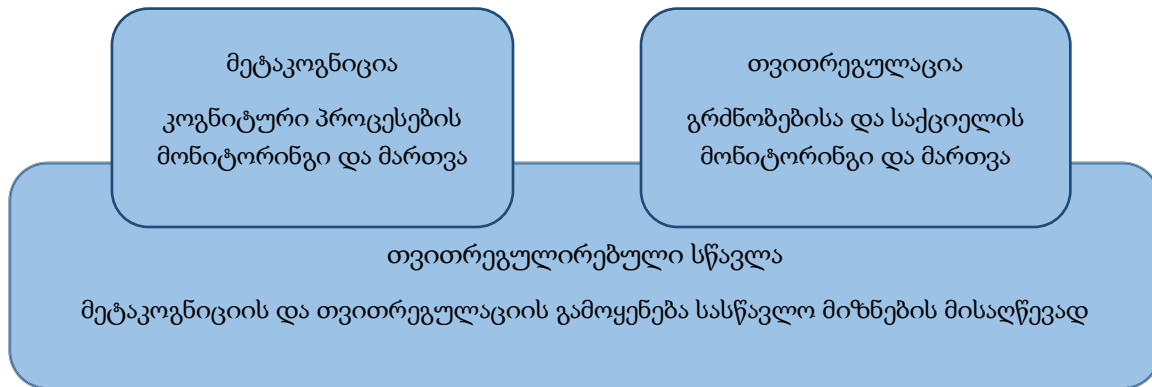 მეტაკოგნიცია
კოგნიტური პროცესების
მონიტორინგი და მართვა
თვითრეგულაცია
გრძნობებისა და საქციელის
მონიტორინგი და მართვა
თვითრეგულირებული სწავლა
მეტაკოგნიციის და თვითრეგულაციის გამოყენება სასწავლო მიზნების მისაღწევად